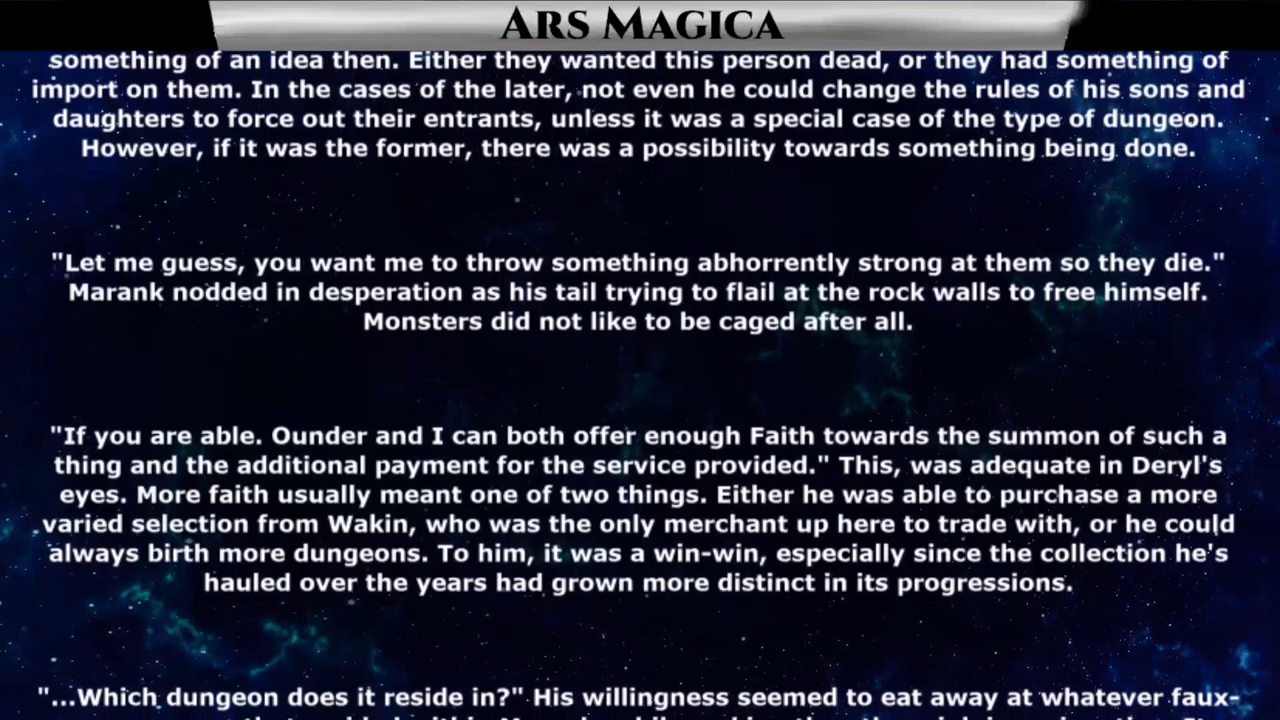 ARS MAGICA
something of an idea then. Either they wanted this person dead, or they had something of
import on them. In the cases of the later, not even he could change the rules of his sons and
daughters to force out their entrants, unless it was a special case of the type of dungeon.
However, if it was the former, there was a possibility towards something being done.
"Let me guess, you want me to throw something abhorrently strong at them so they die."
Marank nodded in desperation as his tail trying to flail at the rock walls to free himself.
Monsters did not like to be caged after all.
"If you are able. Ounder and I can both offer enough Faith towards the summon of such a
thing and the additional payment for the service provided." This, was adequate in Deryl's
eyes. More faith usually meant one of two things. Either he was able to purchase a more
varied selection from Wakin, who was the only merchant up here to trade with, or he could
always birth more dungeons. To him, it was a win-win, especially since the collection he's
hauled over the years had grown more distinct in its progressions.
"...Which dungeon does it reside in?" His willingness seemed to eat away at whatever faux-